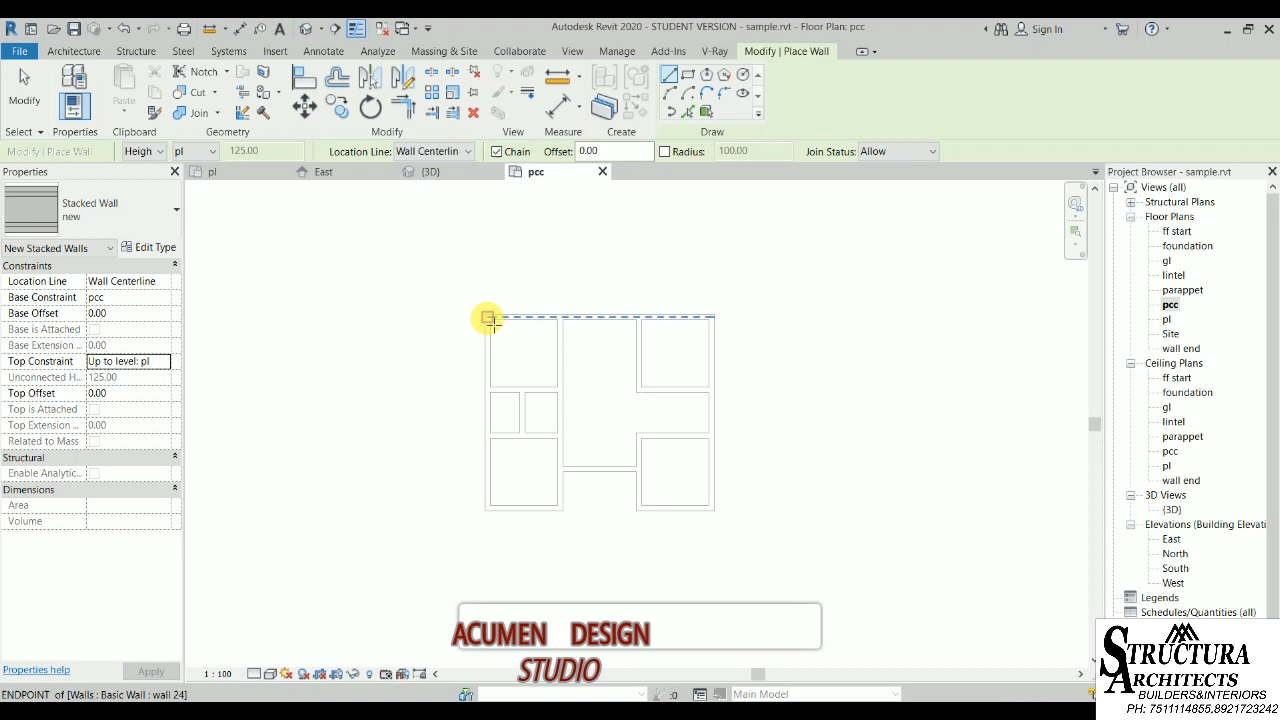 Autodesk Revit 2020 - STUDENT VERSION - sample.rvt - Floor Plan: pcc
Sign In
File Architecture Structure Steel Systems Insert Annotate Analyze Massing & Site Collaborate View Manage Add-Ins V-Ray Modify | Place Wall
Modify
Paste
Notch
Cut
Join
Select Properties Clipboard Geometry Modify View Measure Create Draw
Modify | Place Wall Heigh pl 125.00 Location Line: Wall Centerlin Chain Offset: 0.00 Radius: 100.00 Join Status: Allow
Properties
pl East {3D} pcc
Project Browser - sample.rvt
Stacked Wall
new
New Stacked Walls Edit Type
Constraints
Location Line Wall Centerline
Base Constraint pcc
Base Offset 0.00
Base is Attached
Base Extension ... 0.00
Top Constraint Up to level: pl
Unconnected H... 125.00
Top Offset 0.00
Top is Attached
Top Extension ... 0.00
Related to Mass
Structural
Enable Analytic...
Dimensions
Area
Volume
Properties help Apply
Views (all)
Structural Plans
Floor Plans
ff start
foundation
gl
lintel
parappet
pcc
pl
Site
wall end
Ceiling Plans
ff start
foundation
gl
lintel
parappet
pcc
pl
wall end
3D Views
{3D}
Elevations (Building Elevati
East
North
South
West
Legends
Schedules/Quantities (all)
ACUMEN DESIGN
STUDIO
1 : 100
ENDPOINT of [Walls : Basic Wall : wall 24]
:0
Main Model
STRUCTURA
ARCHITECTS
BUILDERS&INTERIORS
PH: 7511114855,8921723242